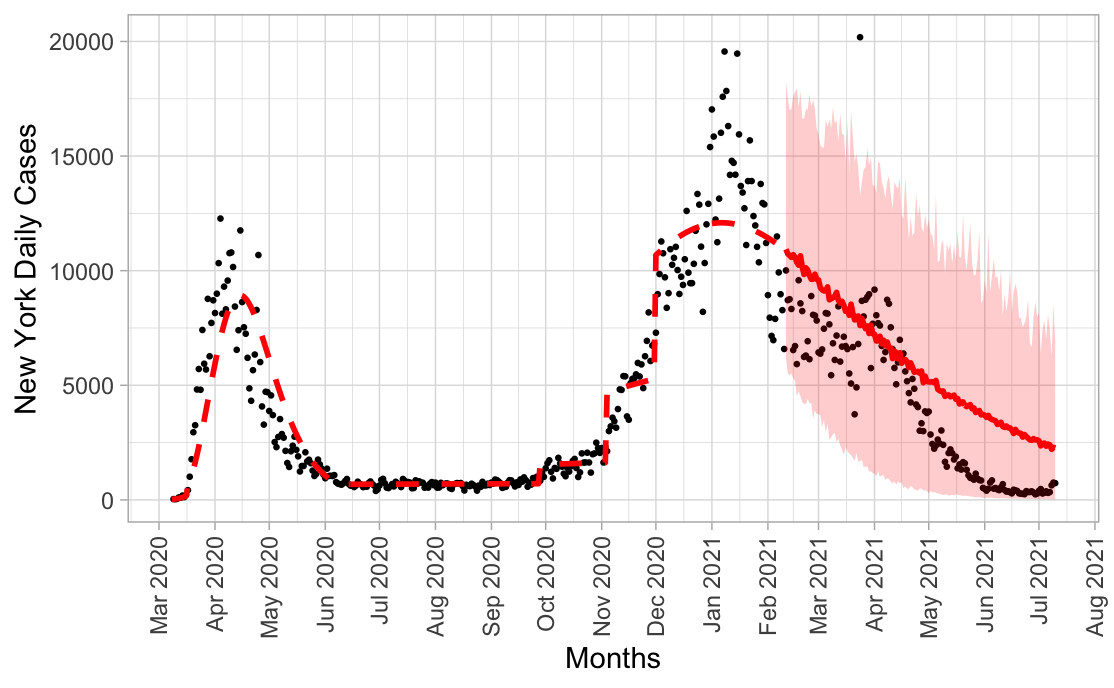 New York Daily Cases
20000
15000
10000
5000
0
Mar 2020
Apr 2020
May 2020
Jun 2020
Jul 2020
Aug 2020
Sep 2020
Oct 2020
Nov 2020
Dec 2020
Jan 2021
Feb 2021
Mar 2021
Apr 2021
May 2021
Jun 2021
Jul 2021
Aug 2021
Months